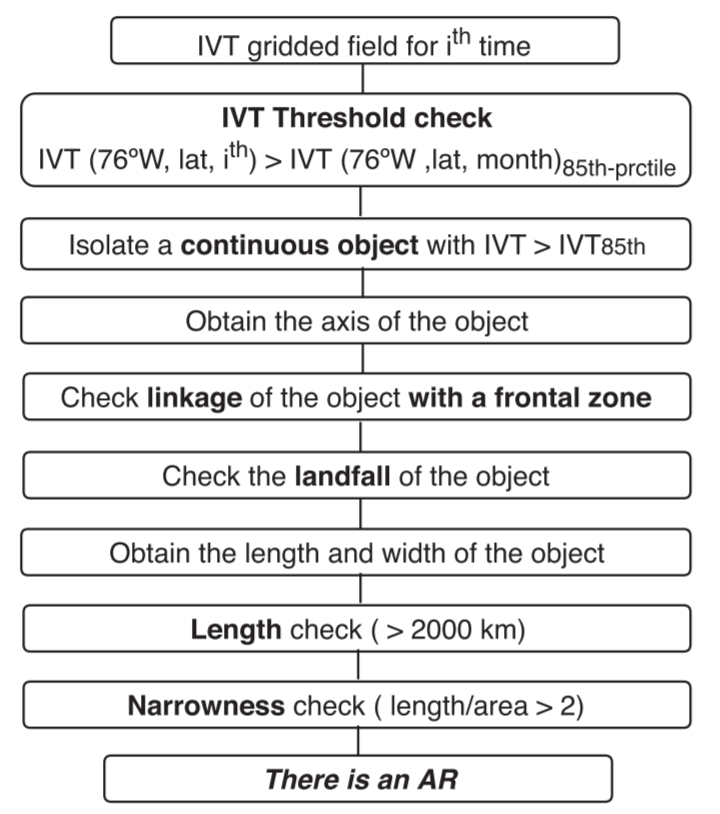 IVT gridded field for iᵗʰ time
IVT Threshold check
IVT (76ºW, lat, iᵗʰ) > IVT (76ºW ,lat, month)85th-prctile
Isolate a continuous object with IVT > IVT85th
Obtain the axis of the object
Check linkage of the object with a frontal zone
Check the landfall of the object
Obtain the length and width of the object
Length check ( > 2000 km)
Narrowness check ( length/area > 2)
There is an AR